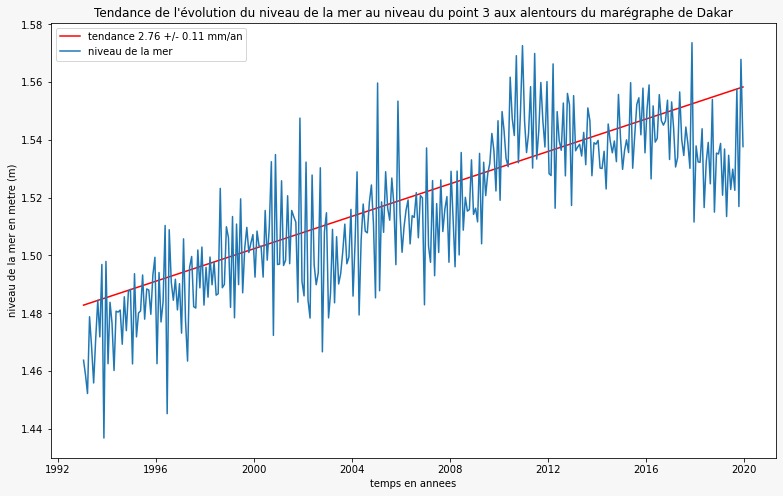 Tendance de l'évolution du niveau de la mer au niveau du point 3 aux alentours du marégraphe de Dakar
tendance 2.76 +/- 0.11 mm/an
niveau de la mer
niveau de la mer en metre (m)
1.58
1.56
1.54
1.52
1.50
1.48
1.46
1.44
1992 1996 2000 2004 2008 2012 2016 2020
temps en annees